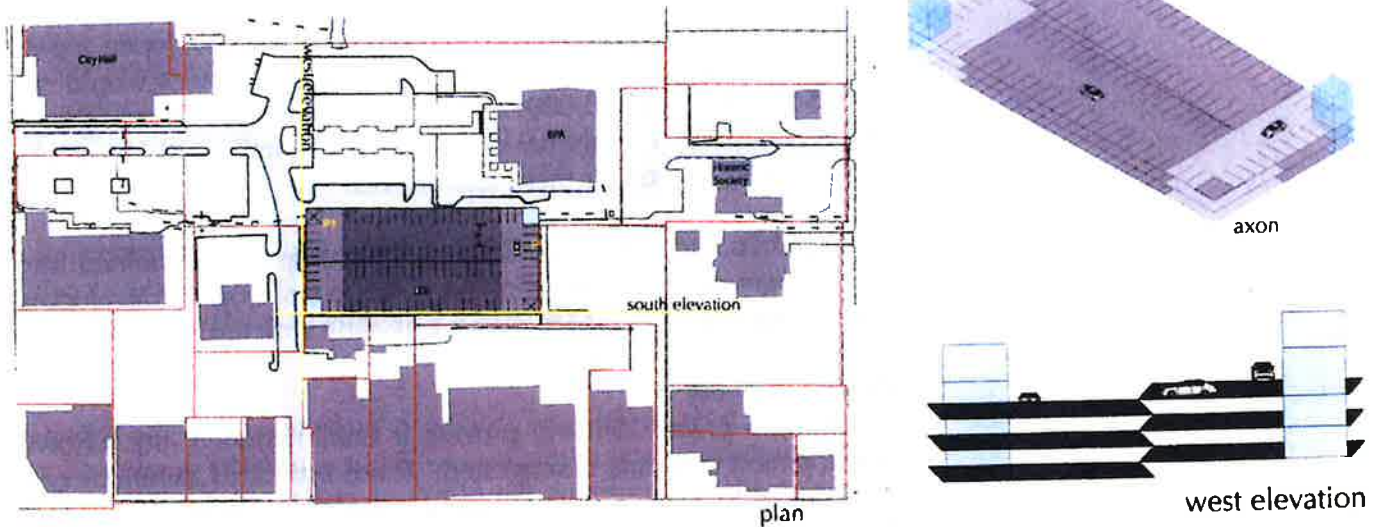 City Hall
west elevation
BPA
Historic
Society
south elevation
plan
axon
west elevation